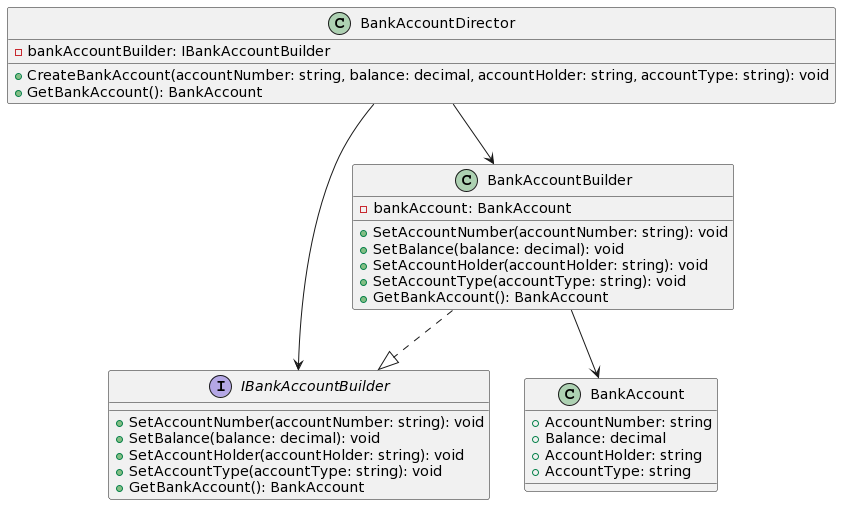 C BankAccountDirector
bankAccountBuilder: IBankAccountBuilder
CreateBankAccount(accountNumber: string, balance: decimal, accountHolder: string, accountType: string): void
GetBankAccount(): BankAccount
C BankAccountBuilder
bankAccount: BankAccount
SetAccountNumber(accountNumber: string): void
SetBalance(balance: decimal): void
SetAccountHolder(accountHolder: string): void
SetAccountType(accountType: string): void
GetBankAccount(): BankAccount
I IBankAccountBuilder
SetAccountNumber(accountNumber: string): void
SetBalance(balance: decimal): void
SetAccountHolder(accountHolder: string): void
SetAccountType(accountType: string): void
GetBankAccount(): BankAccount
C BankAccount
AccountNumber: string
Balance: decimal
AccountHolder: string
AccountType: string